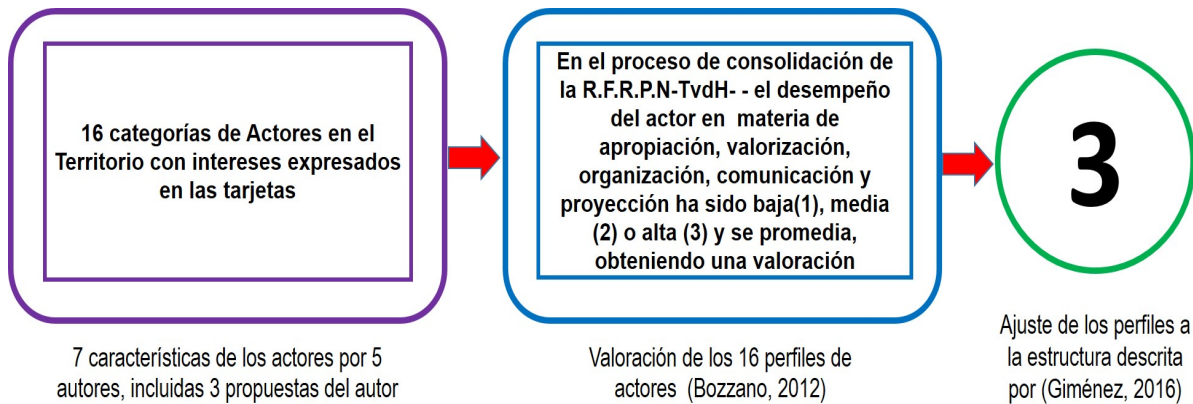 16 categorías de Actores en el
Territorio con intereses expresados
en las tarjetas
7 características de los actores por 5
autores, incluidas 3 propuestas del autor
En el proceso de consolidación de
la R.F.R.P.N-TvdH- - el desempeño
del actor en materia de
apropiación, valorización,
organización, comunicación y
proyección ha sido baja(1), media
(2) o alta (3) y se promedia,
obteniendo una valoración
Valoración de los 16 perfiles de
actores (Bozzano, 2012)
3
Ajuste de los perfiles a
la estructura descrita
por (Giménez, 2016)